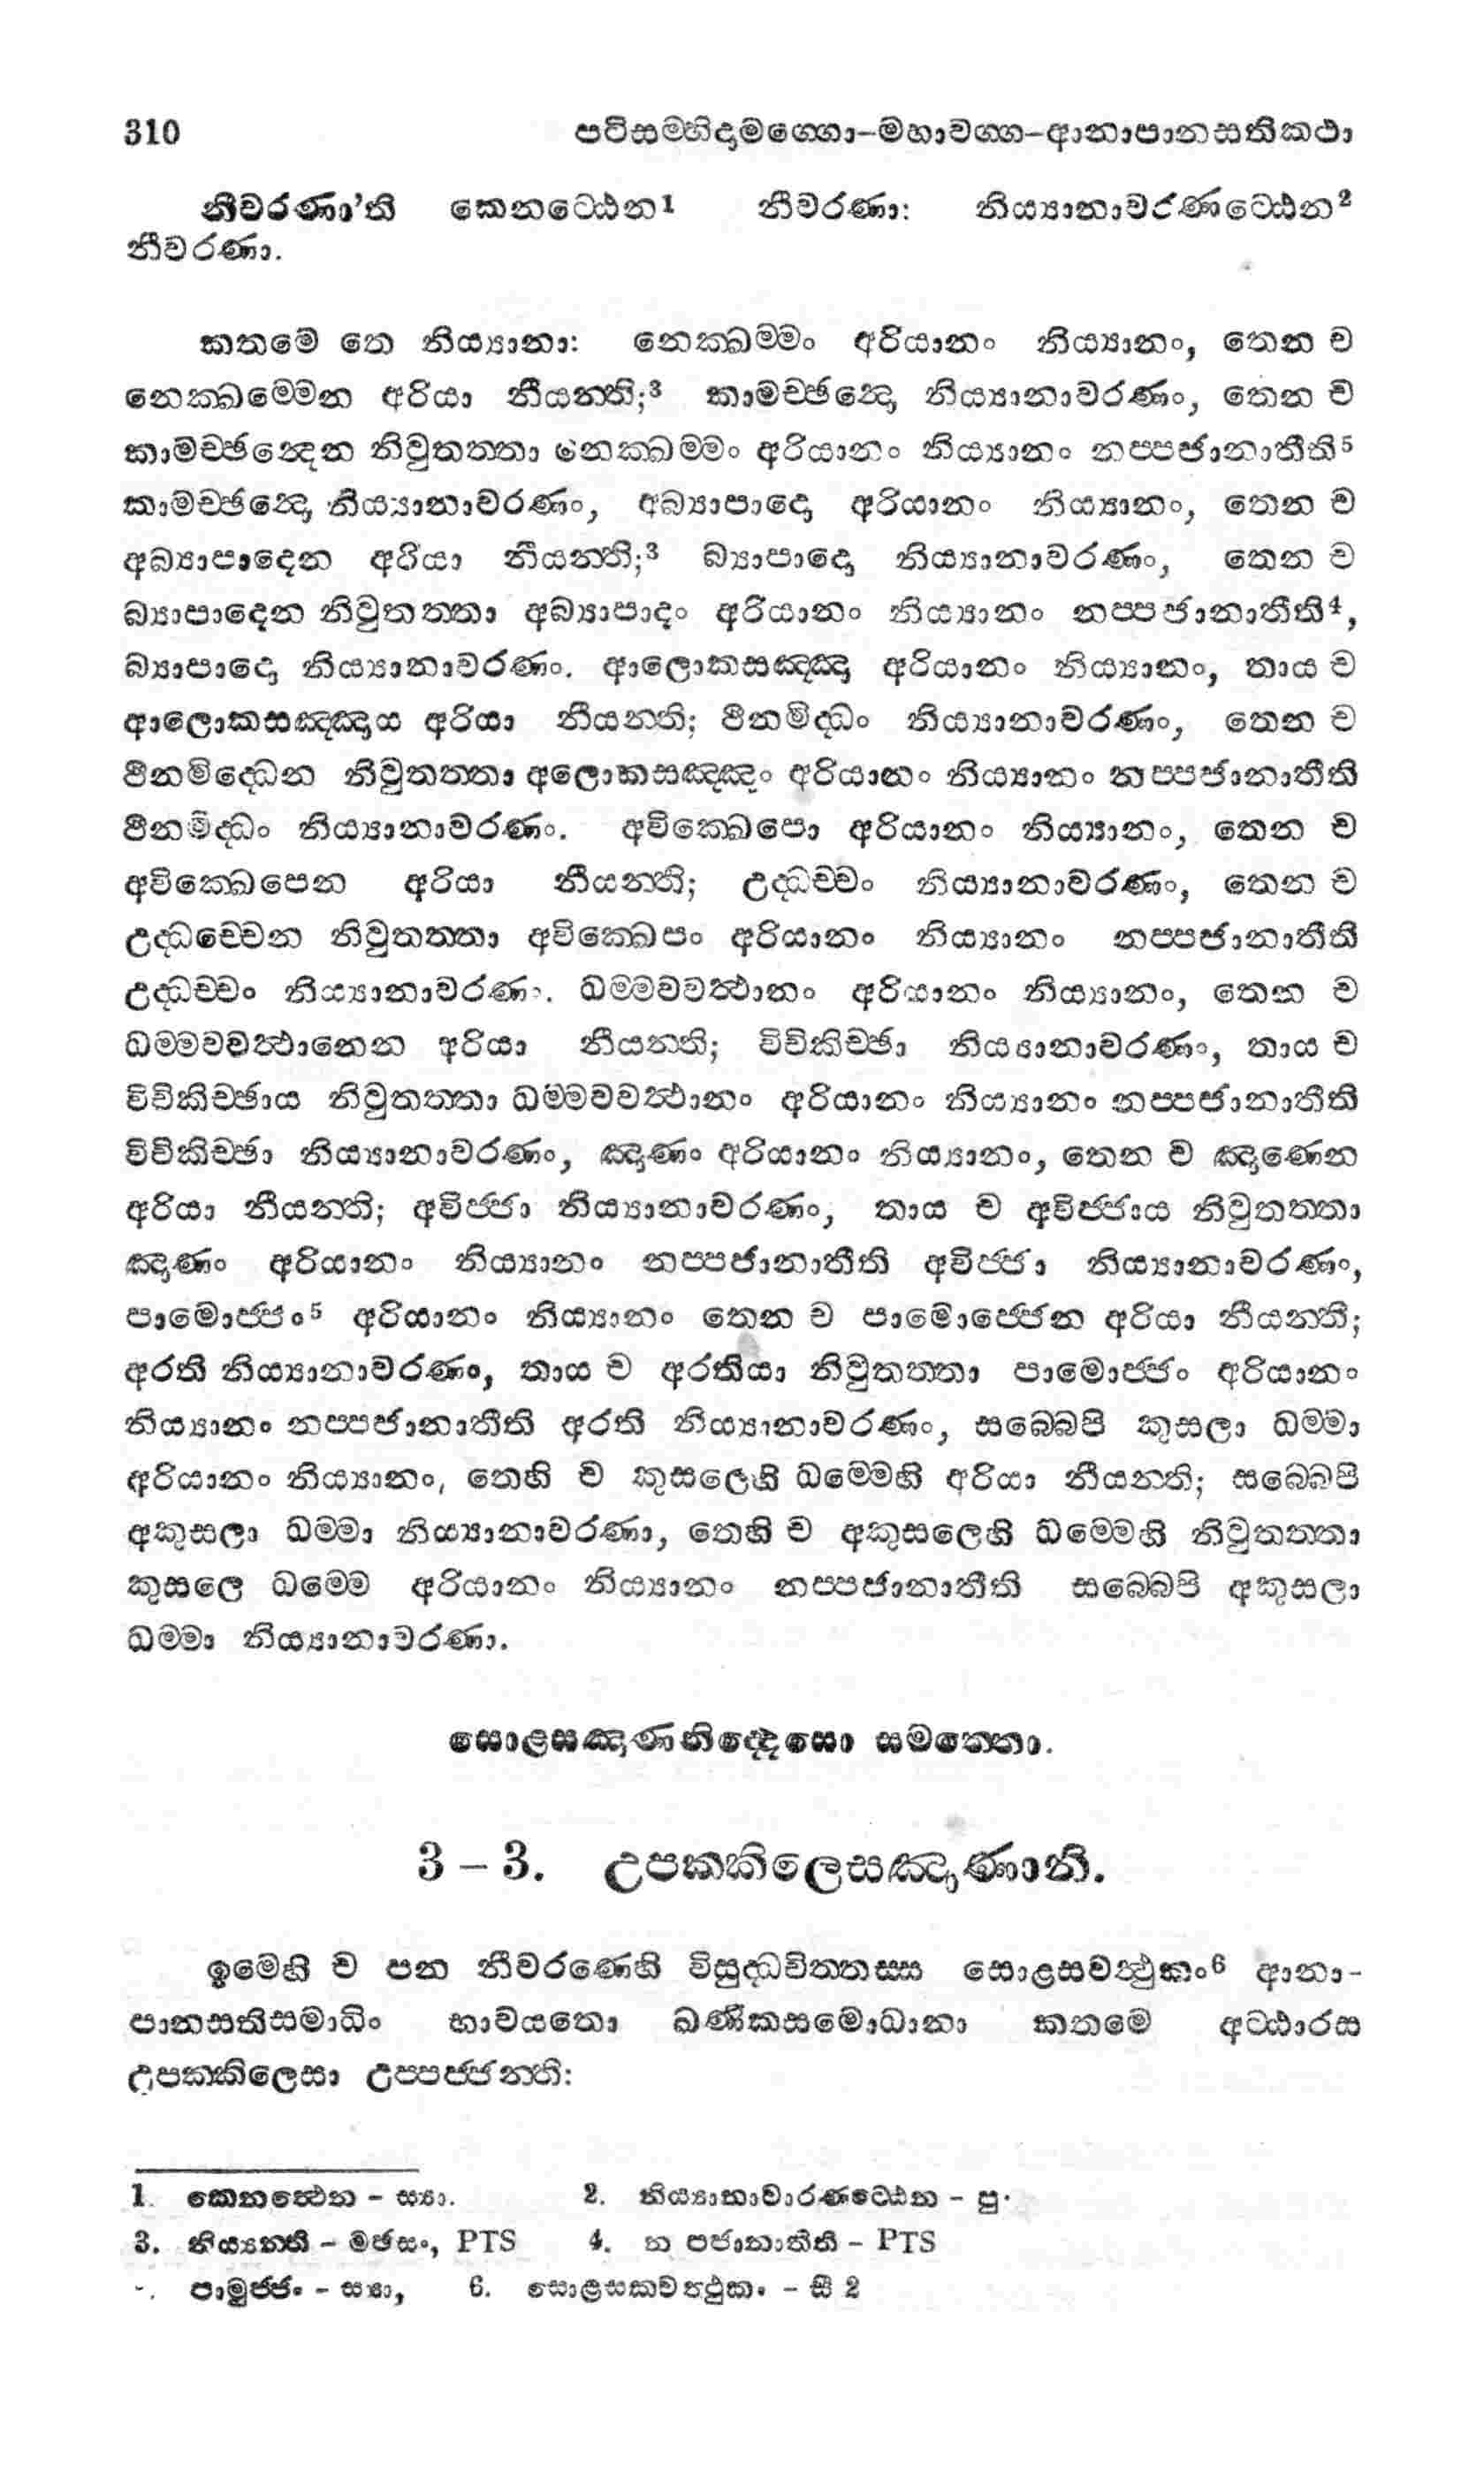 310 පටිසම්භිදාමග්ගො-මහාවග්ග-ආනාපානසතිකථා
නීවරණා'ති කෙනට්ඨෙන1 නීවරණා: නිය්‍යානාවරණට්ඨෙන2
නීවරණා.
කතමෙ තෙ නිය්‍යානා: නෙක්ඛම්මං අරියානං නිය්‍යානං, තෙන ච
නෙක්ඛම්මෙන අරියා නීයන්ති;3 කාමච්ඡන්දො නිය්‍යානාවරණං, තෙන ච
කාමච්ඡන්දෙන නිවුතත්තා නෙක්ඛම්මං අරියානං නිය්‍යානං නප්පජානාතීති5
කාමච්ඡන්දො නිය්‍යානාවරණං, අබ්‍යාපාදො අරියානං නිය්‍යානං, තෙන ච
අබ්‍යාපාදෙන අරියා නීයන්ති;3 බ්‍යාපාදො නිය්‍යානාවරණං, තෙන ච
බ්‍යාපාදෙන නිවුතත්තා අබ්‍යාපාදං අරියානං නිය්‍යානං නප්පජානාතීති4,
බ්‍යාපාදො නිය්‍යානාවරණං. ආලොකසඤ්ඤා අරියානං නිය්‍යානං, තාය ච
ආලොකසඤ්ඤාය අරියා නීයන්ති; ථීනමිද්ධං නිය්‍යානාවරණං, තෙන ච
ථීනමිද්ධෙන නිවුතත්තා අලොකසඤ්ඤං අරියානං නිය්‍යානං නප්පජානාතීති
ථීනමිද්ධං නිය්‍යානාවරණං. අවික්ඛෙපො අරියානං නිය්‍යානං, තෙන ච
අවික්ඛෙපෙන අරියා නීයන්ති; උද්ධච්චං නිය්‍යානාවරණං, තෙන ච
උද්ධච්චෙන නිවුතත්තා අවික්ඛෙපං අරියානං නිය්‍යානං නප්පජානාතීති
උද්ධච්චං නිය්‍යානාවරණං. ධම්මවවත්ථානං අරියානං නිය්‍යානං, තෙන ච
ධම්මවවත්ථානෙන අරියා නීයන්ති; විචිකිච්ඡා නිය්‍යානාවරණං, තාය ච
විචිකිච්ඡාය නිවුතත්තා ධම්මවවත්ථානං අරියානං නිය්‍යානං නප්පජානාතීති
විචිකිච්ඡා නිය්‍යානාවරණං, ඤාණං අරියානං නිය්‍යානං, තෙන ච ඤාණෙන
අරියා නීයන්ති; අවිජ්ජා නිය්‍යානාවරණං, තාය ච අවිජ්ජාය නිවුතත්තා
ඤාණං අරියානං නිය්‍යානං නප්පජානාතීති අවිජ්ජා නිය්‍යානාවරණං,
පාමොජ්ජං5 අරියානං නිය්‍යානං තෙන ච පාමොජ්ජෙන අරියා නීයන්ති;
අරති නිය්‍යානාවරණං, තාය ච අරතියා නිවුතත්තා පාමොජ්ජං අරියානං
නිය්‍යානං නප්පජානාතීති අරති නිය්‍යානාවරණං, සබ්බෙපි කුසලා ධම්මා
අරියානං නිය්‍යානං, තෙහි ච කුසලෙහි ධම්මෙහි අරියා නීයන්ති; සබ්බෙපි
අකුසලා ධම්මා නිය්‍යානාවරණා, තෙහි ච අකුසලෙහි ධම්මෙහි නිවුතත්තා
කුසලෙ ධම්මෙ අරියානං නිය්‍යානං නප්පජානාතීති සබ්බෙපි අකුසලා
ධම්මා නිය්‍යානාවරණා.
සොළසඤාණනිද්දෙසො සමත්තො.
3 – 3. උපක්කිලෙසඤාණානි.
ඉමෙහි ච පන නීවරණෙහි විසුද්ධචිත්තස්ස සොළසවත්ථුකං6 ආනා-
පානසතිසමාධිං භාවයතො ඛණිකසමොධානා කතමෙ අට්ඨාරස
උපක්කිලෙසා උප්පජ්ජන්ති:
1. කෙනත්ථෙන - ස්‍යා. 2. නිය්‍යානාවාරණට්ඨෙන - පු.
3. නිය්‍යන්ති - මඡසං, PTS 4. න පජානාතීති - PTS
පාමුජ්ජං - ස්‍යා, 6. සොළසකවත්ථුකං - සී 2